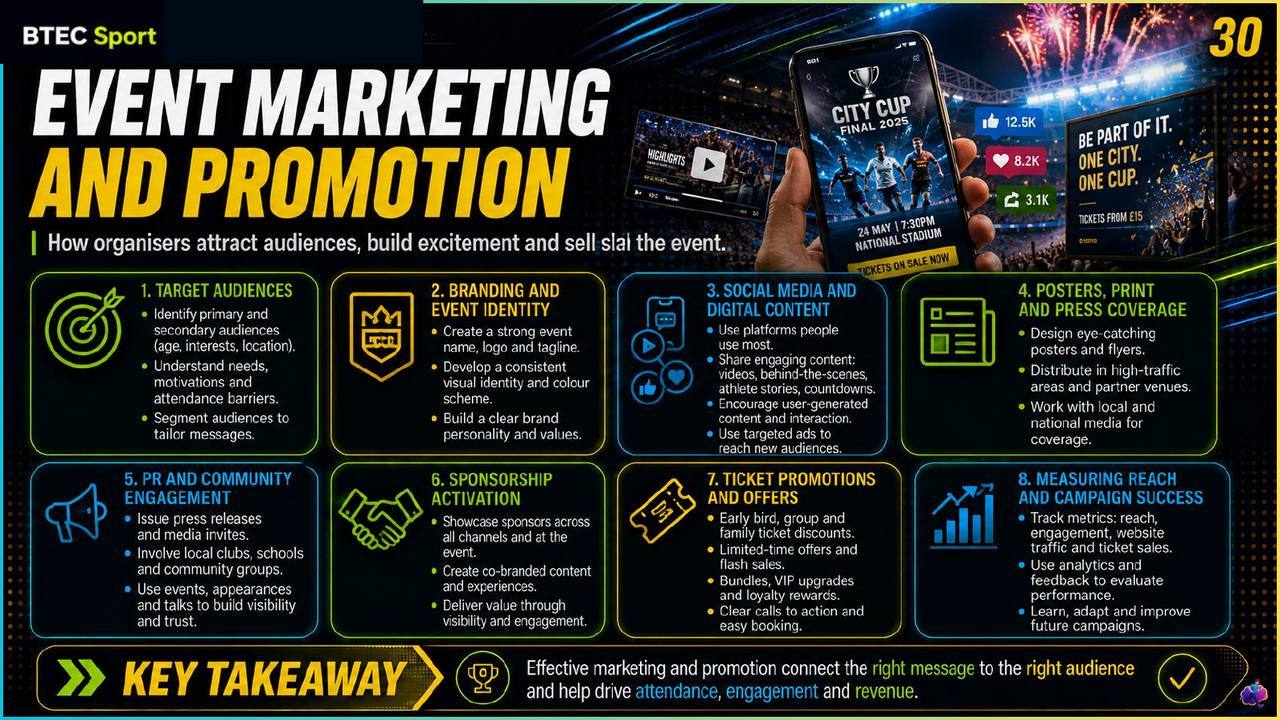 BTEC Sport
30
EVENT MARKETING
AND PROMOTION
How organisers attract audiences, build excitement and sell slal the event.
HIGHLIGHTS
CITY CUP
FINAL 2025
24 MAY | 7:30PM
NATIONAL STADIUM
TICKETS ON SALE NOW
12.5K
8.2K
3.1K
BE PART OF IT.
ONE CITY.
ONE CUP.
TICKETS FROM £15
1. TARGET AUDIENCES
• Identify primary and
secondary audiences
(age, interests, location).
• Understand needs,
motivations and
attendance barriers.
• Segment audiences to
tailor messages.
2. BRANDING AND
EVENT IDENTITY
• Create a strong event
name, logo and tagline.
• Develop a consistent
visual identity and colour
scheme.
• Build a clear brand
personality and values.
3. SOCIAL MEDIA AND
DIGITAL CONTENT
• Use platforms people
use most.
• Share engaging content:
videos, behind-the-scenes,
athlete stories, countdowns.
• Encourage user-generated
content and interaction.
• Use targeted ads to
reach new audiences.
4. POSTERS, PRINT
AND PRESS COVERAGE
• Design eye-catching
posters and flyers.
• Distribute in high-traffic
areas and partner venues.
• Work with local and
national media for
coverage.
5. PR AND COMMUNITY
ENGAGEMENT
• Issue press releases
and media invites.
• Involve local clubs, schools
and community groups.
• Use events, appearances
and talks to build visibility
and trust.
6. SPONSORSHIP
ACTIVATION
• Showcase sponsors across
all channels and at the
event.
• Create co-branded content
and experiences.
• Deliver value through
visibility and engagement.
7. TICKET PROMOTIONS
AND OFFERS
• Early bird, group and
family ticket discounts.
• Limited-time offers and
flash sales.
• Bundles, VIP upgrades
and loyalty rewards.
• Clear calls to action and
easy booking.
8. MEASURING REACH
AND CAMPAIGN SUCCESS
• Track metrics: reach,
engagement, website
traffic and ticket sales.
• Use analytics and
feedback to evaluate
performance.
• Learn, adapt and improve
future campaigns.
KEY TAKEAWAY
Effective marketing and promotion connect the right message to the right audience
and help drive attendance, engagement and revenue.